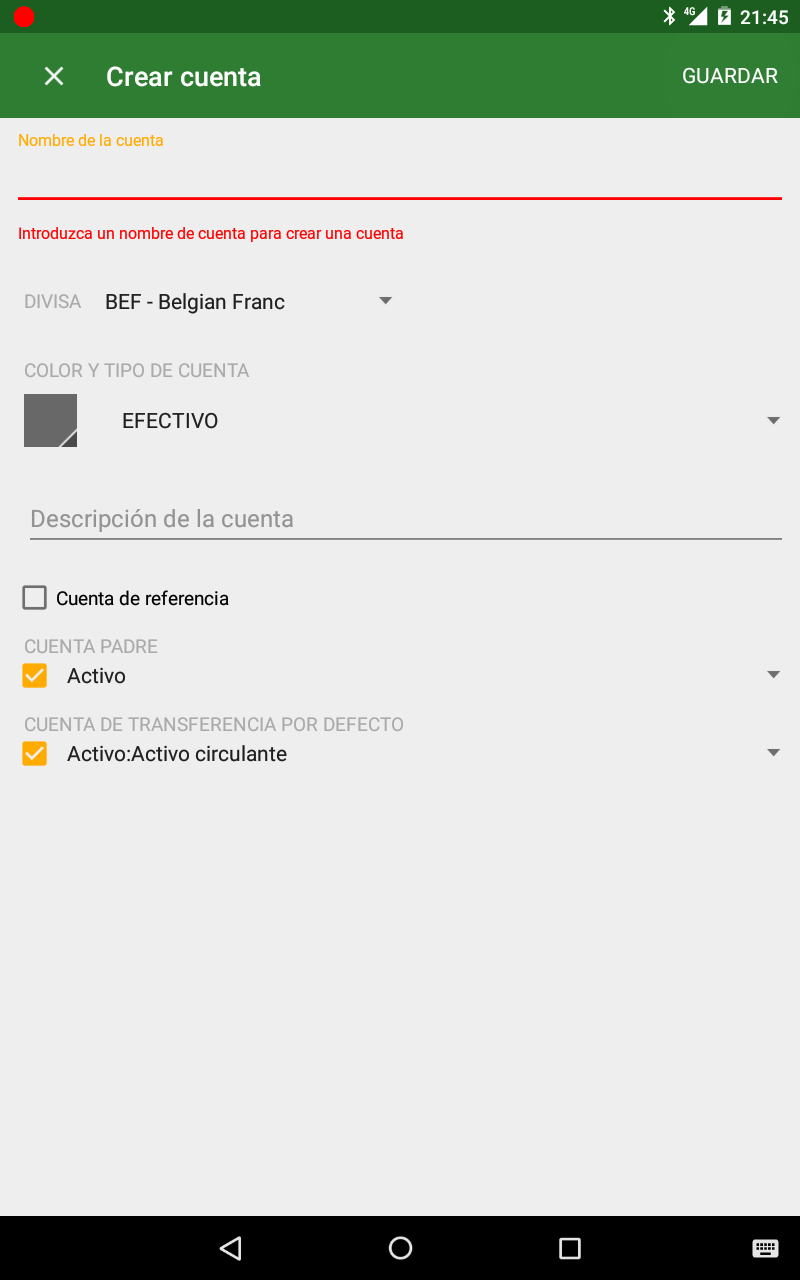 4G 21:45
Crear cuenta GUARDAR
Nombre de la cuenta
Introduzca un nombre de cuenta para crear una cuenta
DIVISA BEF - Belgian Franc
COLOR Y TIPO DE CUENTA
EFECTIVO
Descripción de la cuenta
Cuenta de referencia
CUENTA PADRE
Activo
CUENTA DE TRANSFERENCIA POR DEFECTO
Activo:Activo circulante